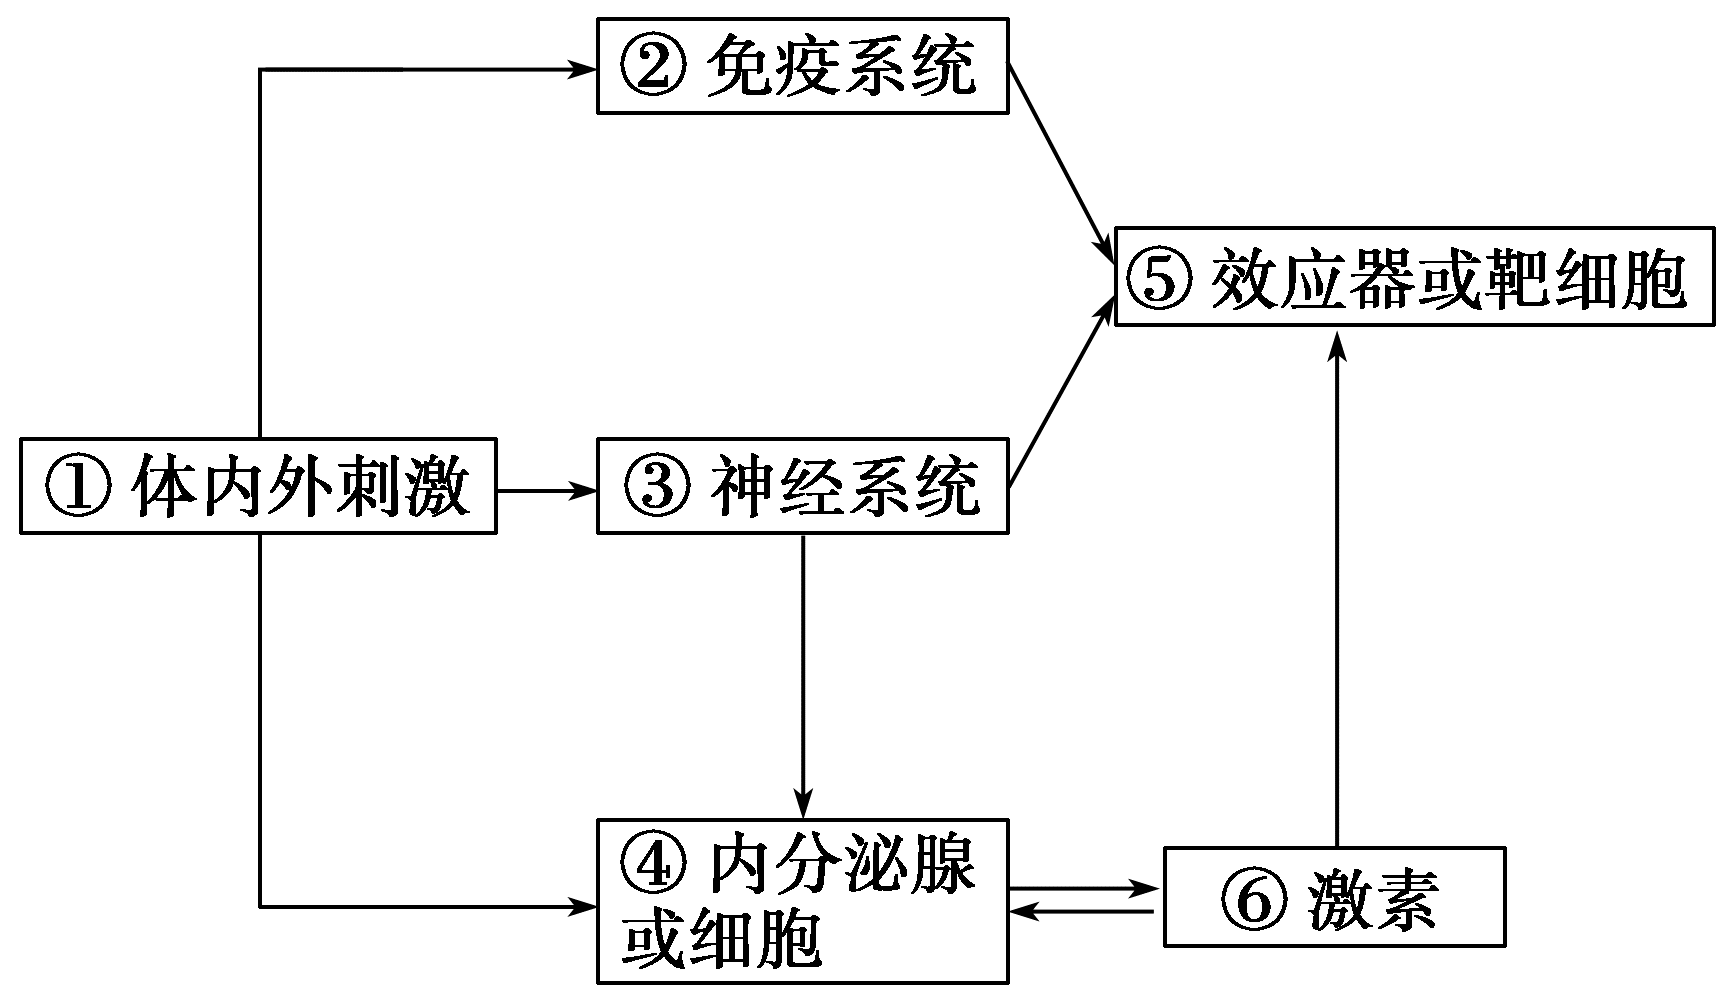 ② 免疫系统
⑤ 效应器或靶细胞
① 体内外刺激
③ 神经系统
④ 内分泌腺
或细胞
⑥ 激素